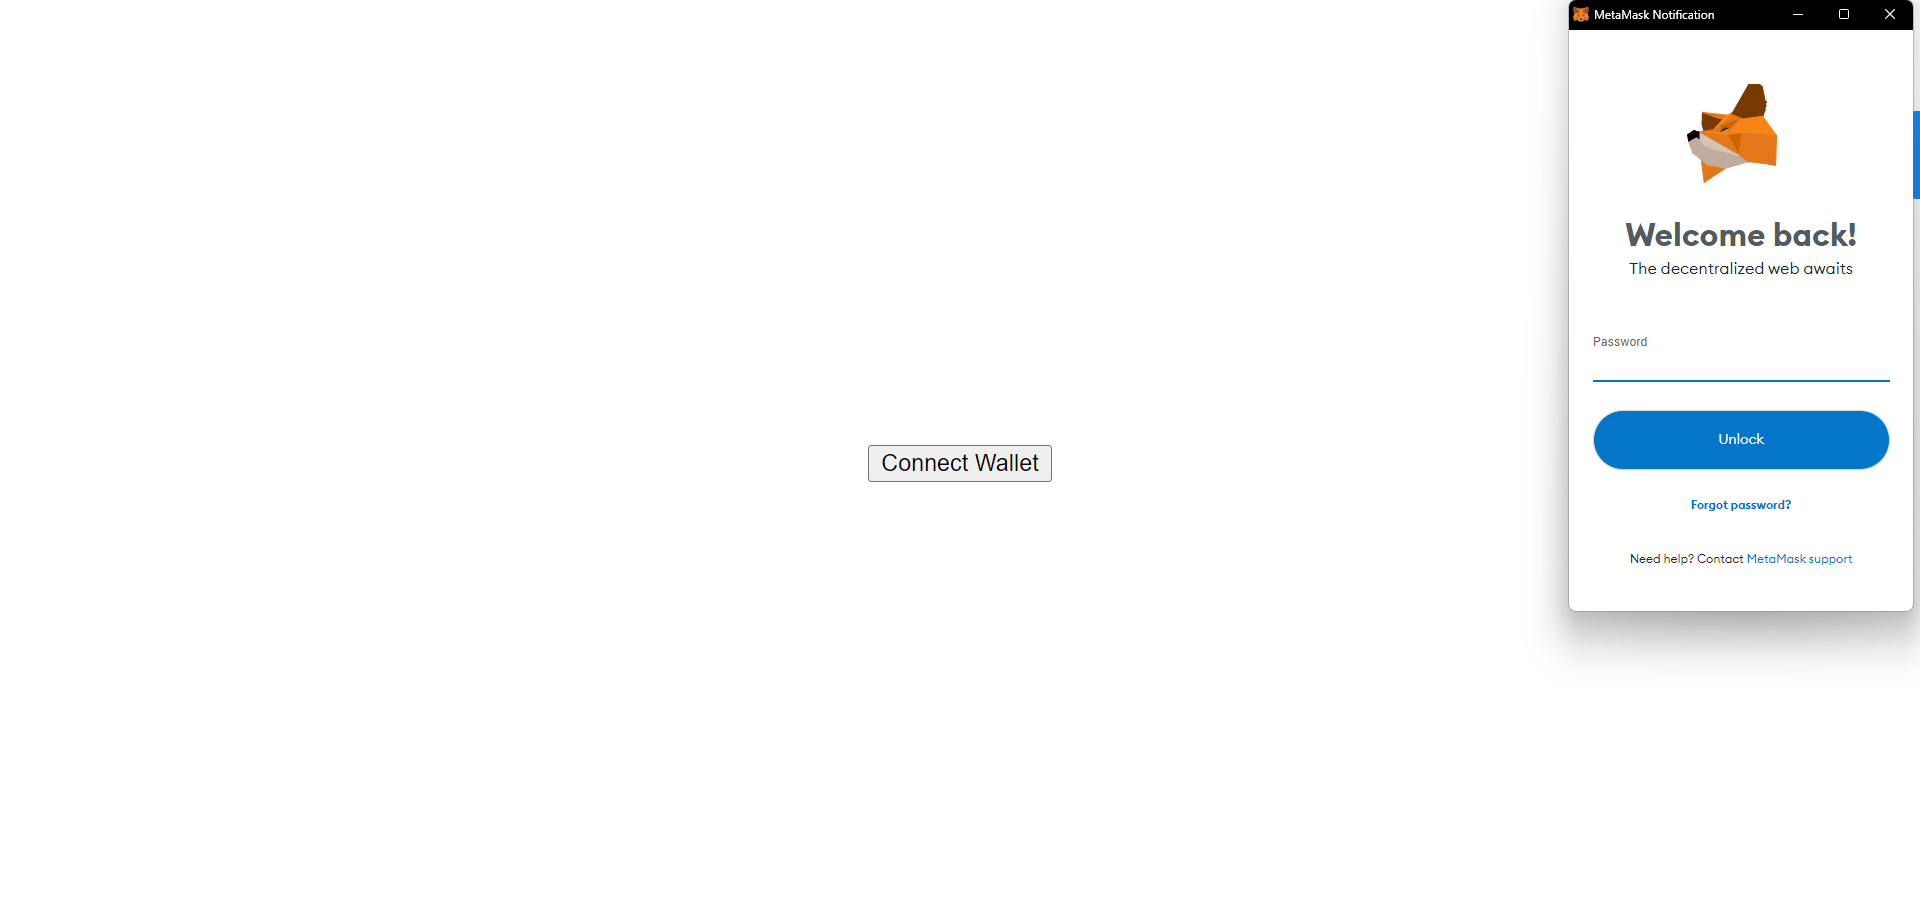 MetaMask Notification
Welcome back!
The decentralized web awaits
Password
Unlock
Forgot password?
Need help? Contact MetaMask support
Connect Wallet